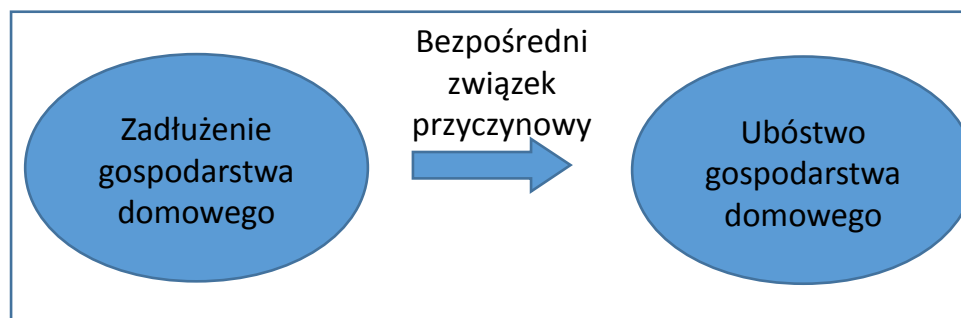 Zadłużenie
gospodarstwa
domowego
Bezpośredni
związek
przyczynowy
Ubóstwo
gospodarstwa
domowego